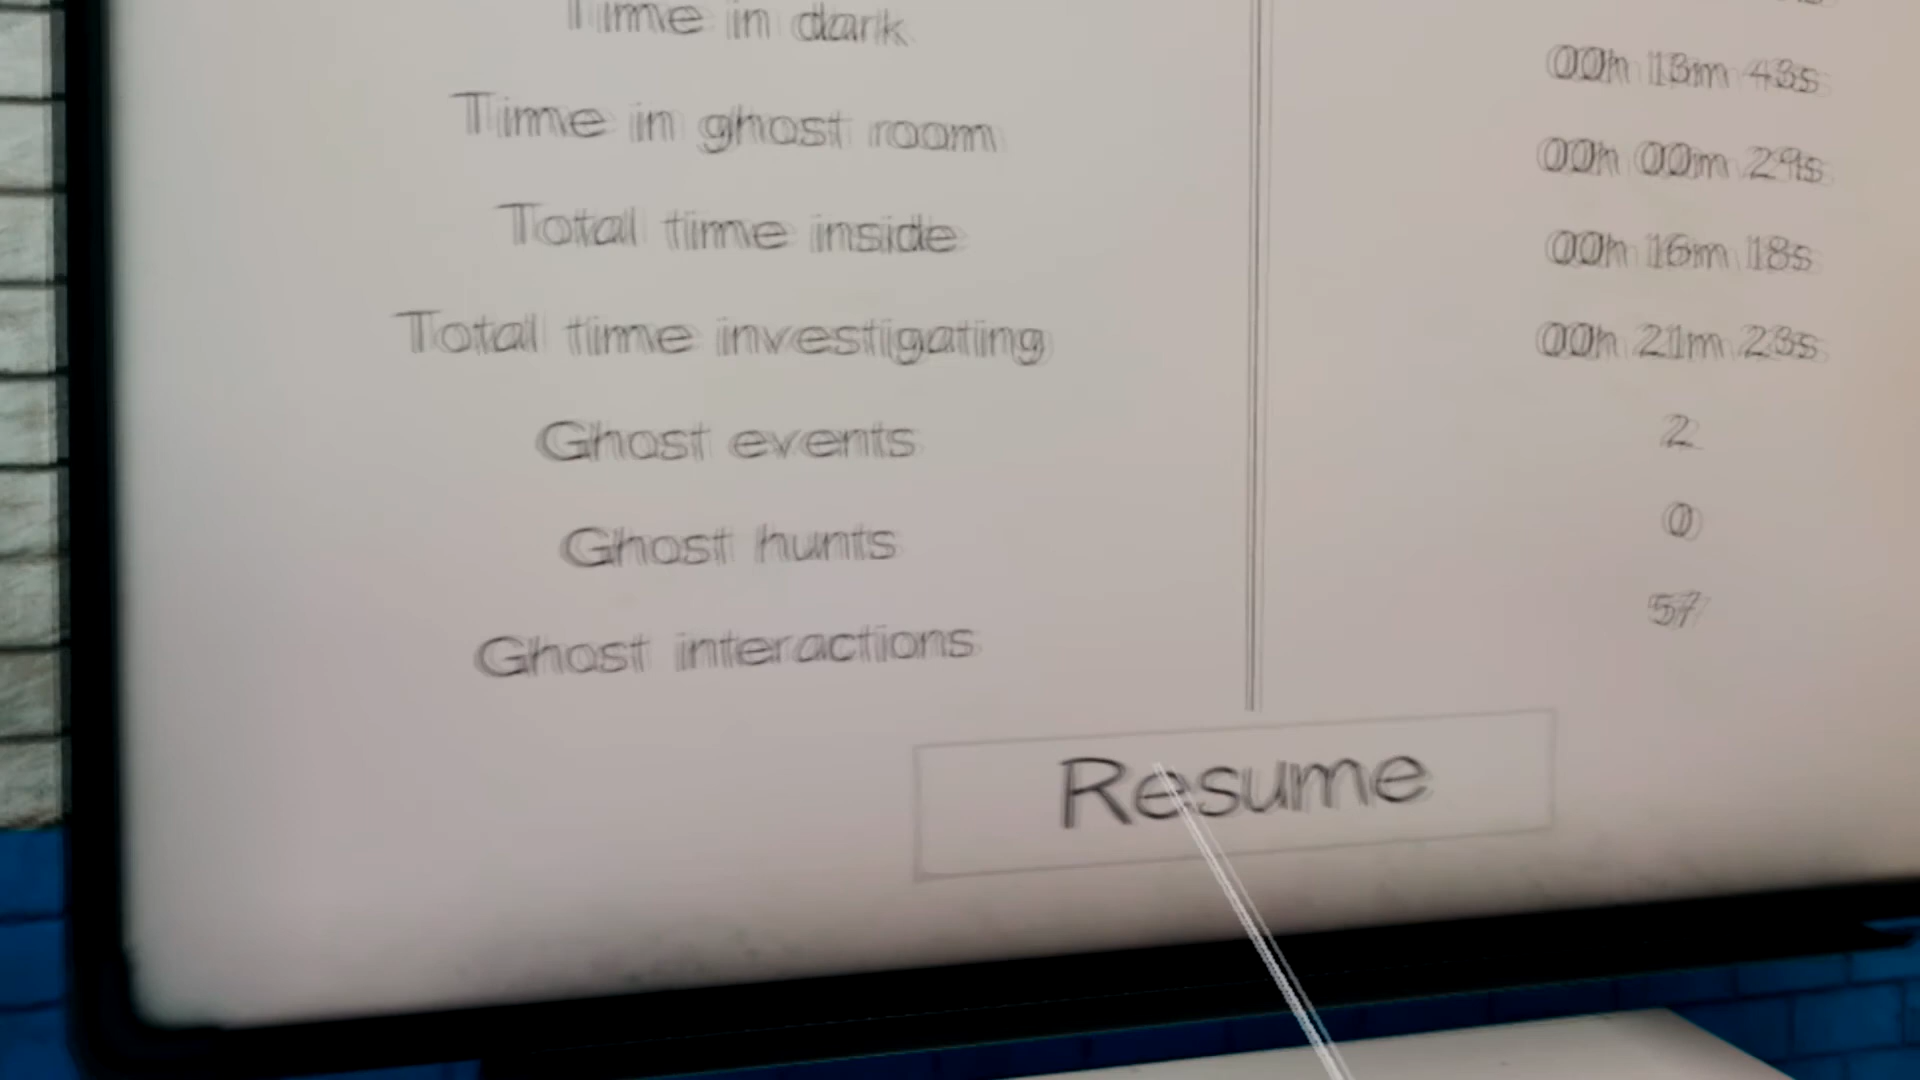 Time in dark 00h 13m 43s
Time in ghost room 00h 00m 29s
Total time inside 00h 16m 18s
Total time investigating 00h 21m 23s
Ghost events 2
Ghost hunts 0
Ghost interactions 57
Resume